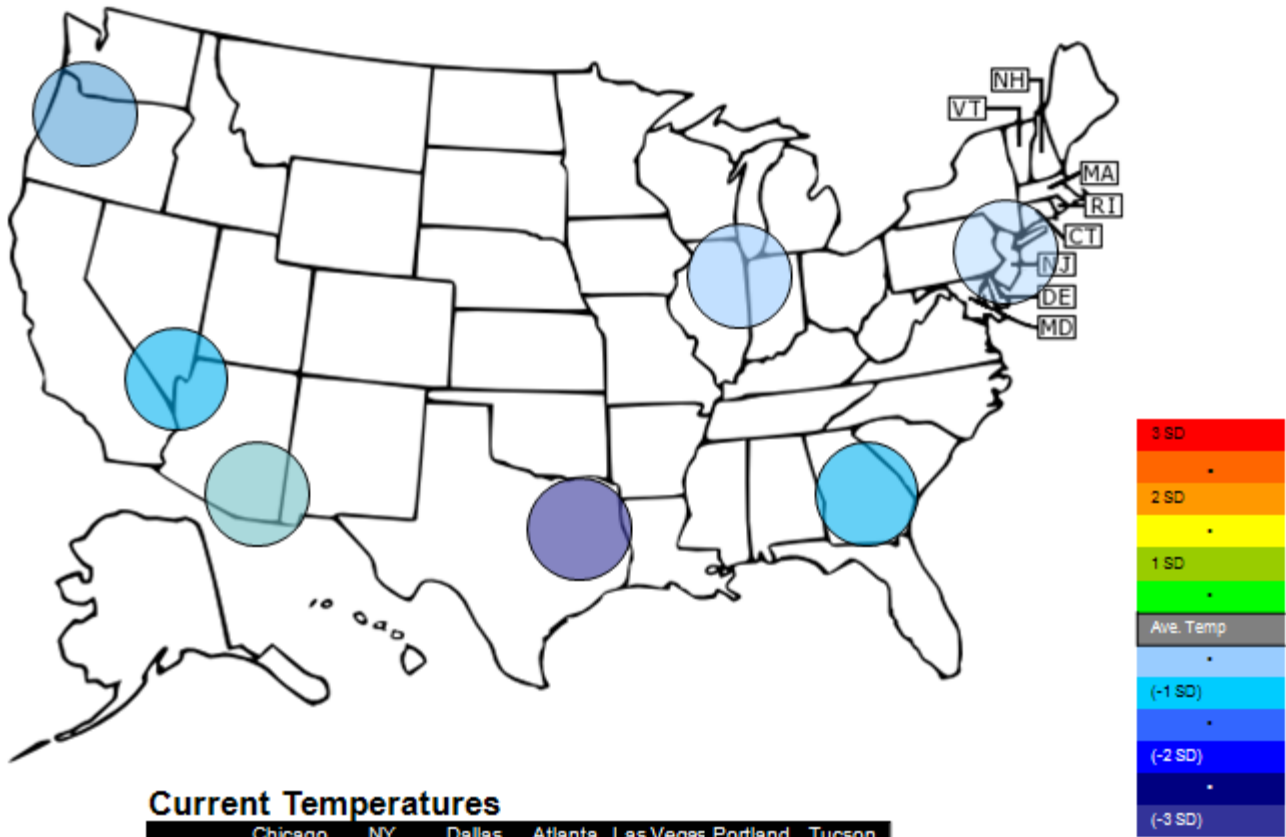 NH
VT
MA
RI
CT
NJ
DE
MD
3 SD
2 SD
1 SD
Ave. Temp
(-1 SD)
(-2 SD)
(-3 SD)
Current Temperatures
Chicago NY Dallas Atlanta Las Vegas Portland Tucson